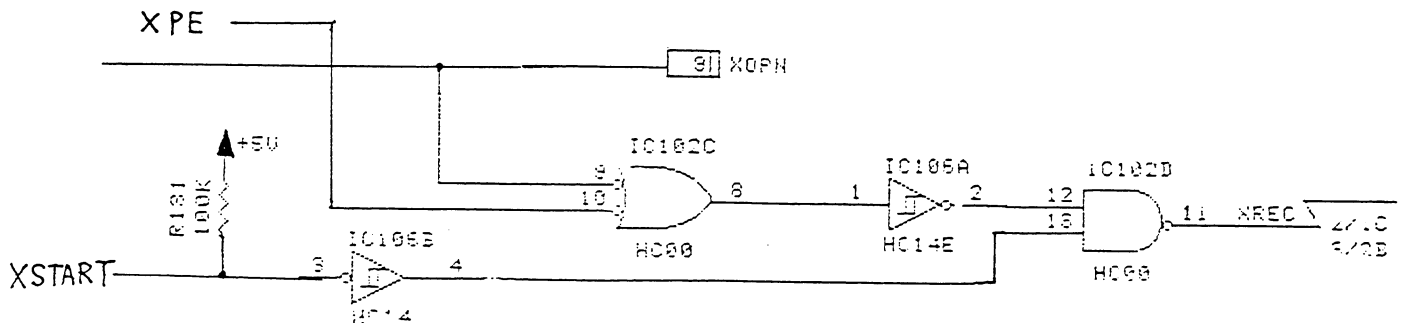 XPE
XOPN
+5V
R131
100K
IC102C
9
10
8
HC00
IC106A
1
2
HC14E
IC102D
12
13
11
HC00
XREC
XSTART
IC106B
3
4
HC14